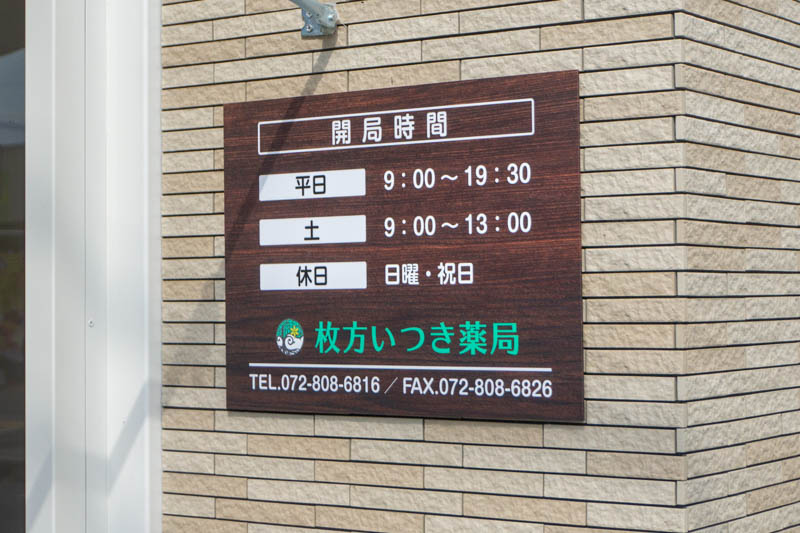 開局時間
平日 9：00～19：30
土 9：00～13：00
休日 日曜・祝日
枚方いつき薬局
TEL.072-808-6816／FAX.072-808-6826